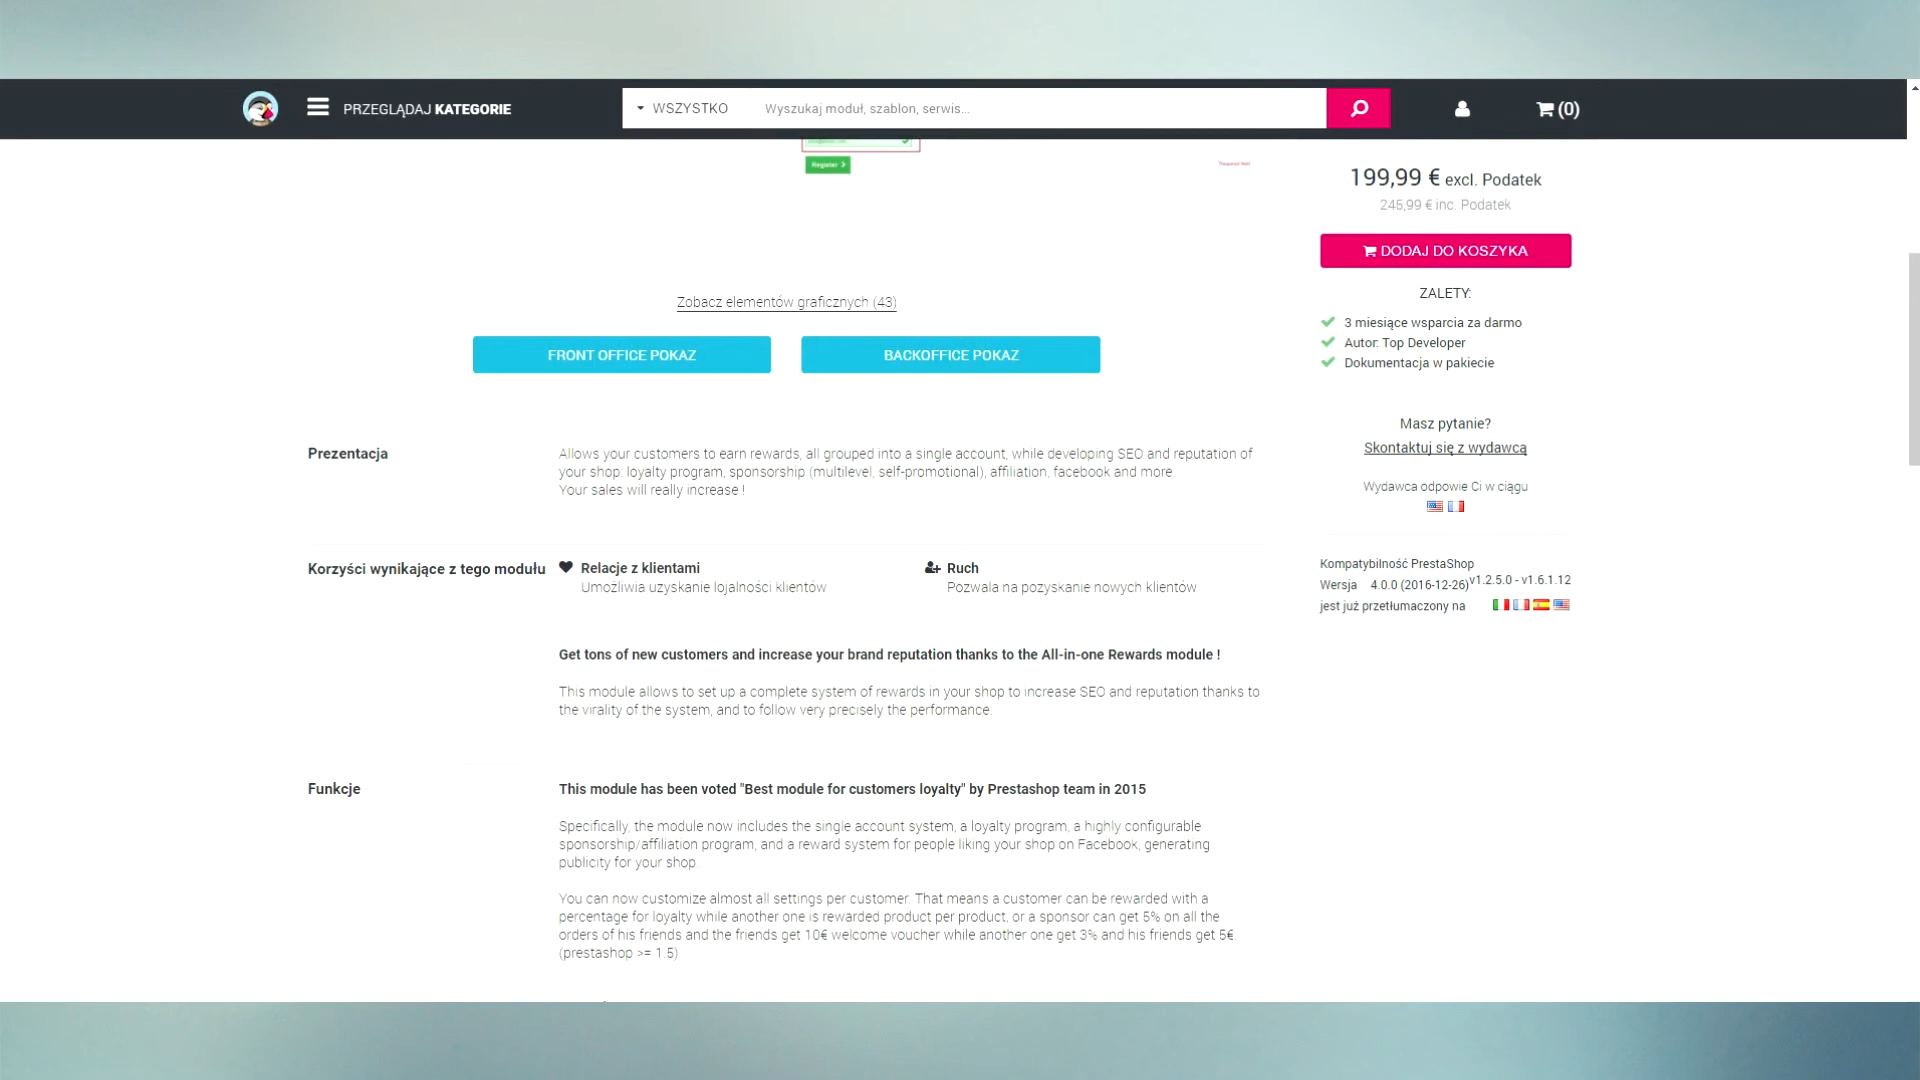 PRZEGLĄDAJ KATEGORIE
WSZYSTKO
Wyszukaj moduł, szablon, serwis...
(0)
Register
199,99 € excl. Podatek
245,99 € inc. Podatek
DODAJ DO KOSZYKA
ZALETY:
3 miesiące wsparcia za darmo
Autor: Top Developer
Dokumentacja w pakiecie
Masz pytanie?
Skontaktuj się z wydawcą
Wydawca odpowie Ci w ciągu
Kompatybilność PrestaShop
v1.2.5.0 - v1.6.1.12
Wersja 4.0.0 (2016-12-26)
jest już przetłumaczony na
Zobacz elementów graficznych (43)
FRONT OFFICE POKAZ
BACKOFFICE POKAZ
Prezentacja
Allows your customers to earn rewards, all grouped into a single account, while developing SEO and reputation of
your shop: loyalty program, sponsorship (multilevel, self-promotional), affiliation, facebook and more.
Your sales will really increase !
Korzyści wynikające z tego modułu
Relacje z klientami
Umożliwia uzyskanie lojalności klientów
Ruch
Pozwala na pozyskanie nowych klientów
Get tons of new customers and increase your brand reputation thanks to the All-in-one Rewards module !
This module allows to set up a complete system of rewards in your shop to increase SEO and reputation thanks to
the virality of the system, and to follow very precisely the performance.
Funkcje
This module has been voted "Best module for customers loyalty" by Prestashop team in 2015
Specifically, the module now includes the single account system, a loyalty program, a highly configurable
sponsorship/affiliation program, and a reward system for people liking your shop on Facebook, generating
publicity for your shop.
You can now customize almost all settings per customer. That means a customer can be rewarded with a
percentage for loyalty while another one is rewarded product per product, or a sponsor can get 5% on all the
orders of his friends and the friends get 10€ welcome voucher while another one get 3% and his friends get 5€.
(prestashop >= 1.5)